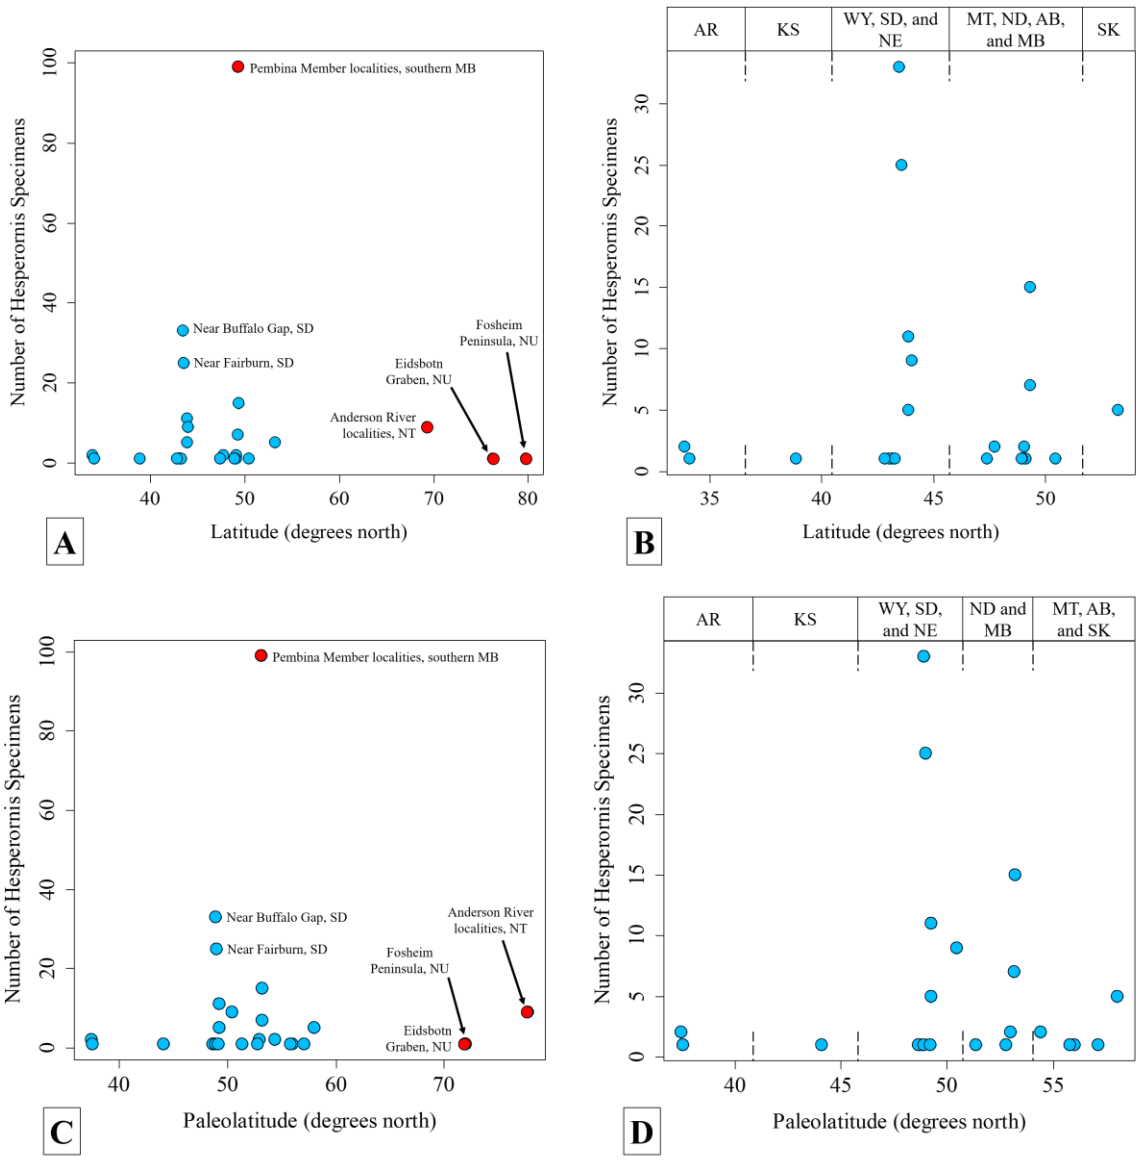 100
80
60
40
20
0
Number of Hesperornis Specimens
Pembina Member localities, southern MB
Near Buffalo Gap, SD
Near Fairburn, SD
Fosheim
Peninsula, NU
Eidsbotn
Graben, NU
Anderson River
localities, NT
40
50
60
70
80
Latitude (degrees north)
A
AR
KS
WY, SD, and
NE
MT, ND, AB,
and MB
SK
30
25
20
15
10
5
0
Number of Hesperornis Specimens
35
40
45
50
Latitude (degrees north)
B
100
80
60
40
20
0
Number of Hesperornis Specimens
Pembina Member localities, southern MB
Near Buffalo Gap, SD
Near Fairburn, SD
Anderson River
localities, NT
Fosheim
Peninsula, NU
Eidsbotn
Graben, NU
40
50
60
70
Paleolatitude (degrees north)
C
AR
KS
WY, SD,
and NE
ND and
MB
MT, AB,
and SK
30
25
20
15
10
5
0
Number of Hesperornis Specimens
40
45
50
55
Paleolatitude (degrees north)
D